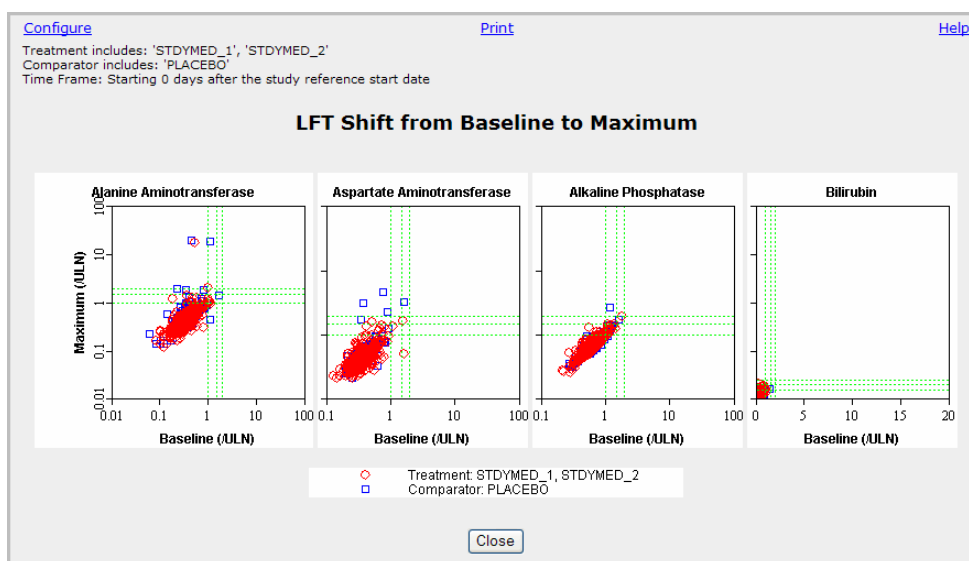 Configure Print Help
Treatment includes: 'STDYMED_1', 'STDYMED_2'
Comparator includes: 'PLACEBO'
Time Frame: Starting 0 days after the study reference start date
LFT Shift from Baseline to Maximum
Alanine Aminotransferase
Maximum (/ULN)
100
10
1
0.1
0.01
0.01 0.1 1 10 100
Baseline (/ULN)
Aspartate Aminotransferase
0.1 1 10 100
Baseline (/ULN)
Alkaline Phosphatase
0.1 1 10 100
Baseline (/ULN)
Bilirubin
0 5 10 15 20
Baseline (/ULN)
Treatment: STDYMED_1, STDYMED_2
Comparator: PLACEBO
Close